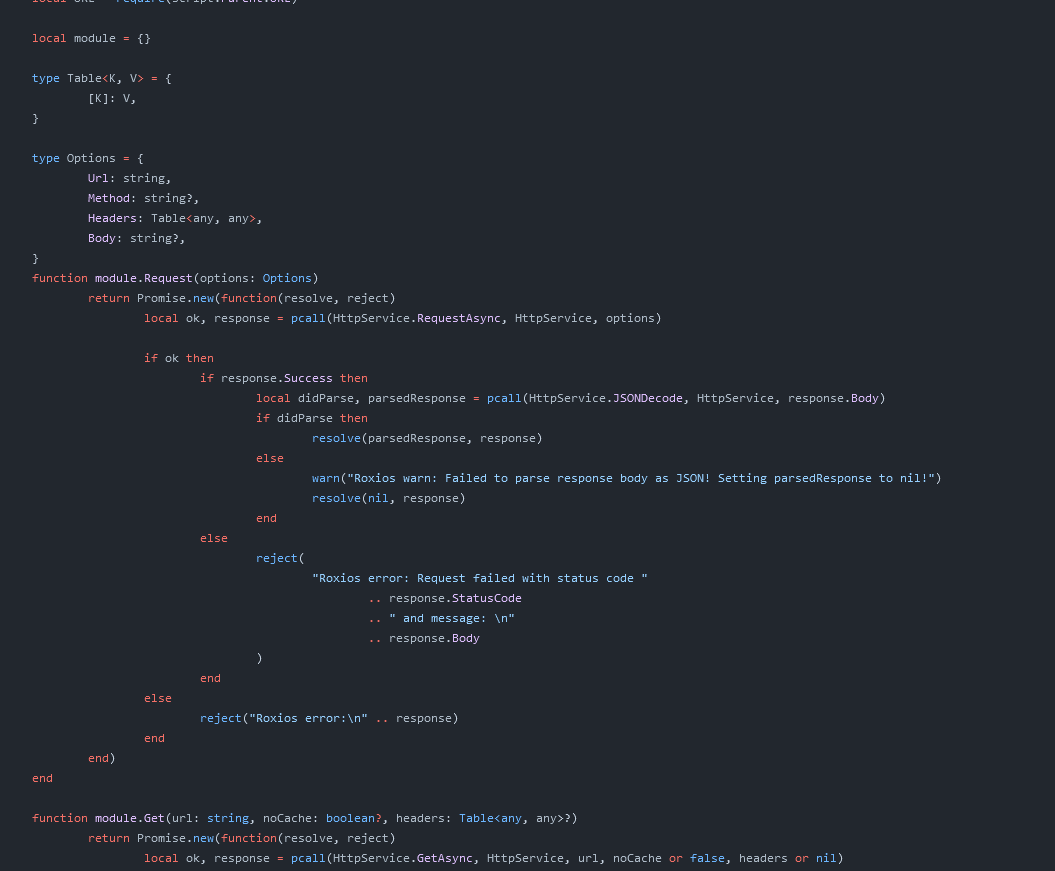 local module = {}
type Table<K, V> = {
[K]: V,
}
type Options = {
Url: string,
Method: string?,
Headers: Table<any, any>,
Body: string?,
}
function module.Request(options: Options)
return Promise.new(function(resolve, reject)
local ok, response = pcall(HttpService.RequestAsync, HttpService, options)
if ok then
if response.Success then
local didParse, parsedResponse = pcall(HttpService.JSONDecode, HttpService, response.Body)
if didParse then
resolve(parsedResponse, response)
else
warn("Roxios warn: Failed to parse response body as JSON! Setting parsedResponse to nil!")
resolve(nil, response)
end
else
reject(
"Roxios error: Request failed with status code "
.. response.StatusCode
.. " and message: \n"
.. response.Body
)
end
else
reject("Roxios error:\n" .. response)
end
end)
end
function module.Get(url: string, noCache: boolean?, headers: Table<any, any>?)
return Promise.new(function(resolve, reject)
local ok, response = pcall(HttpService.GetAsync, HttpService, url, noCache or false, headers or nil)